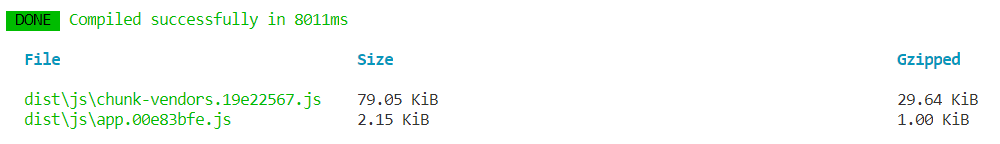 DONE Compiled successfully in 8011ms
File Size Gzipped
dist\js\chunk-vendors.19e22567.js 79.05 KiB 29.64 KiB
dist\js\app.00e83bfe.js 2.15 KiB 1.00 KiB